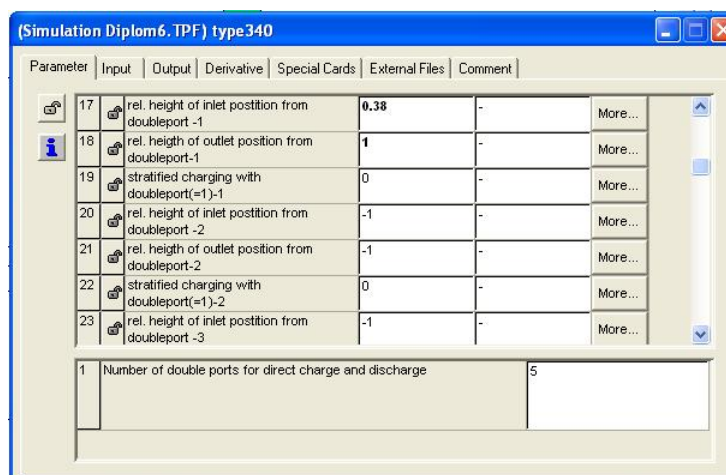 (Simulation Diplom6.TPF) type340
Parameter Input Output Derivative Special Cards External Files Comment
17 rel. height of inlet postition from 0.38 - More...
doubleport -1
18 rel. heigth of outlet position from 1 - More...
doubleport-1
19 stratified charging with 0 - More...
doubleport(=1)-1
20 rel. height of inlet postition from -1 - More...
doubleport -2
21 rel. heigth of outlet position from -1 - More...
doubleport-2
22 stratified charging with 0 - More...
doubleport(=1)-2
23 rel. height of inlet postition from -1 - More...
doubleport -3
1 Number of double ports for direct charge and discharge 5